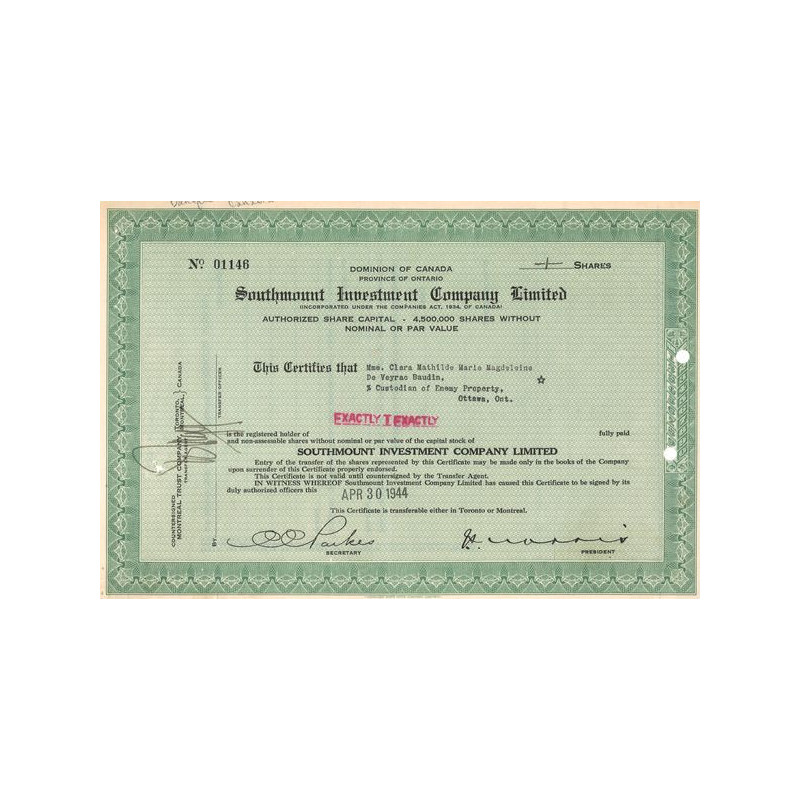 Canada
No. 01146
DOMINION OF CANADA
PROVINCE OF ONTARIO
SHARES
Southmount Investment Company Limited
(INCORPORATED UNDER THE COMPANIES ACT, 1934, OF CANADA)
AUTHORIZED SHARE CAPITAL - 4,500,000 SHARES WITHOUT
NOMINAL OR PAR VALUE
This Certifies that Mme. Clara Mathilde Marie Magdeleine
De Veyrac Baudin,
% Custodian of Enemy Property,
Ottawa, Ont.
EXACTLY 1 EXACTLY
is the registered holder of fully paid
and non-assessable shares without nominal or par value of the capital stock of
SOUTHMOUNT INVESTMENT COMPANY LIMITED
Entry of the transfer of the shares represented by this Certificate may be made only in the books of the Company
upon surrender of this Certificate properly endorsed.
This Certificate is not valid until countersigned by the Transfer Agent.
IN WITNESS WHEREOF Southmount Investment Company Limited has caused this Certificate to be signed by its
duly authorized officers this APR 30 1944
This Certificate is transferable either in Toronto or Montreal.
SECRETARY
PRESIDENT
COUNTERSIGNED
MONTREAL TRUST COMPANY, (TORONTO, MONTREAL,) CANADA
TRANSFER AGENT
BY
TRANSFER OFFICER